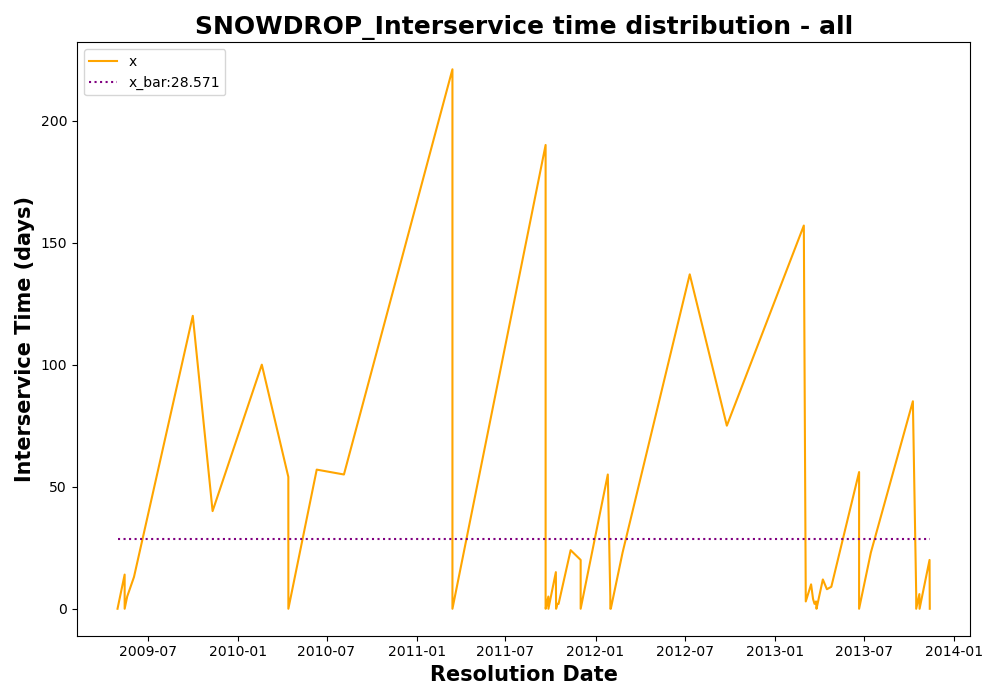 SNOWDROP_Interservice time distribution - all
x
x_bar:28.571
Interservice Time (days)
200
150
100
50
0
2009-07 2010-01 2010-07 2011-01 2011-07 2012-01 2012-07 2013-01 2013-07 2014-01
Resolution Date